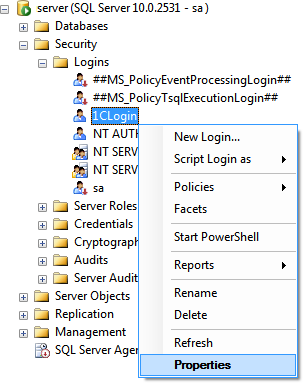 server (SQL Server 10.0.2531 - sa)
Databases
Security
Logins
##MS_PolicyEventProcessingLogin##
##MS_PolicyTsqlExecutionLogin##
1CLogin
NT AUTH
NT SERV
NT SERV
sa
Server Roles
Credentials
Cryptograph
Audits
Server Audit
Server Objects
Replication
Management
SQL Server Agen
New Login...
Script Login as
Policies
Facets
Start PowerShell
Reports
Rename
Delete
Refresh
Properties